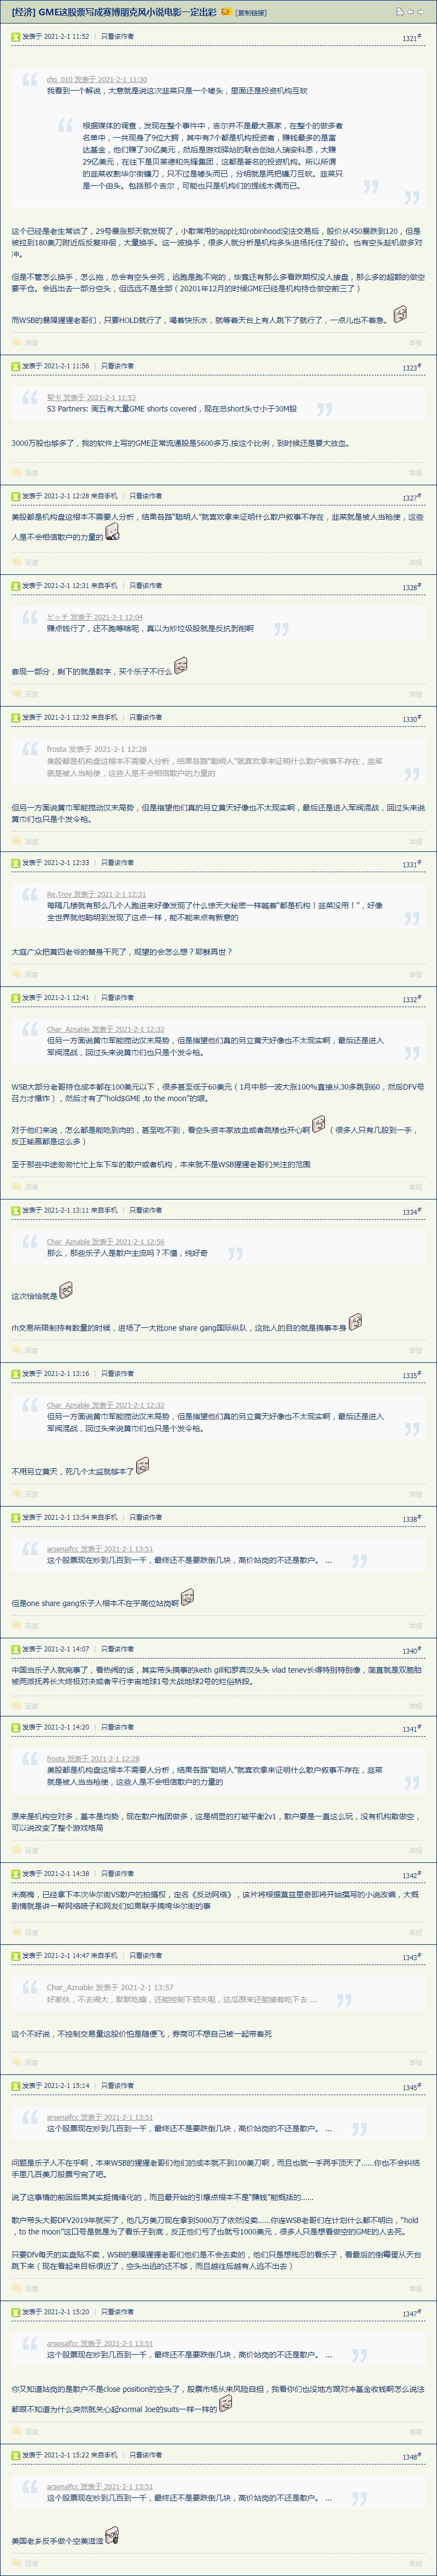 [经济] GME这股票写成赛博朋克风小说电影一定出彩 [复制链接]
发表于 2021-2-1 11:52 | 只看该作者 1321#
djq_010 发表于 2021-2-1 11:30
我看到一个解说，大意就是说这次韭菜只是一个噱头，里面还是投资机构互砍
根据媒体的调查，发现在整个事件中，吉尔并不是最大赢家，在整个的做多者
名单中，一共现身了9位大鳄，其中有7个都是机构投资者，赚钱最多的是富
达基金，他们赚了30亿美元，然后是游戏驿站的联合创始人瑞安科恩，大赚
29亿美元，在往下是贝莱德和先锋集团，这都是著名的投资机构。所以所谓
的韭菜收割华尔街镰刀，只不过是噱头而已，分明就是两把镰刀互砍。韭菜只
是一个由头。包括那个吉尔，可能也只是机构们的提线木偶而已。
这个已经是老生常谈了，29号暴涨那天就发现了，小散常用的app比如robinhood没法交易后，股价从450暴跌到120，但是
被拉到180美刀附近后反复徘徊，大量换手。这一波换手，很多人就分析是机构多头进场托住了股价。也有空头趁机做多对
冲。
但是不管怎么换手，怎么抱，总会有空头会死，逃跑是跑不完的，毕竟还有那么多看跌期权没人接盘，那么多的超额的做空
要平仓。会逃出去一部分空头，但远远不是全部（20201年12月的时候GME已经是机构持仓做空前三了）
而WSB的暴躁猩猩老哥们，只要HOLD就行了，喝着快乐水，就等着天台上有人跳下了就行了，一点儿也不着急。
回复 举报
发表于 2021-2-1 11:56 | 只看该作者 1323#
契卡 发表于 2021-2-1 11:53
S3 Partners: 周五有大量GME shorts covered，现在总short头寸小于30M股
3000万股也够多了，我的软件上写的GME正常流通股是5600多万.按这个比例，到时候还是要大放血。
回复 举报
发表于 2021-2-1 12:28 来自手机 | 只看该作者 1327#
美股都是机构盘这根本不需要人分析，结果各路“聪明人”就喜欢拿来证明什么散户叙事不存在，韭菜就是被人当枪使，这些
人是不会相信散户的力量的
回复 举报
发表于 2021-2-1 12:31 来自手机 | 只看该作者 1328#
ビッチ 发表于 2021-2-1 12:04
赚点钱行了，还不跑等啥呢，真以为炒垃圾股就是反抗剥削啊
套现一部分，剩下的就是数字，买个乐子不行么
回复 举报
发表于 2021-2-1 12:32 来自手机 | 只看该作者 1330#
frosta 发表于 2021-2-1 12:28
美股都是机构盘这根本不需要人分析，结果各路“聪明人”就喜欢拿来证明什么散户叙事不存在，韭菜
就是被人当枪使，这些人是不会相信散户的力量的
但另一方面说黄巾军能搅动汉末局势，但是指望他们真的另立黄天好像也不太现实啊，最后还是进入军阀混战，回过头来说
黄巾们也只是个发令枪。
回复 举报
发表于 2021-2-1 12:33 | 只看该作者 1331#
Re.Troy 发表于 2021-2-1 12:31
每隔几楼就有那么几个人跑进来好像发现了什么惊天大秘密一样喊着“都是机构！韭菜没用！”，好像
全世界就他聪明到发现了这点一样，能不能来点有新意的
大庭广众把黄四老爷的替身干死了，观望的会怎么想？耶稣再世？
回复 举报
发表于 2021-2-1 12:41 | 只看该作者 1332#
Char_Aznable 发表于 2021-2-1 12:32
但另一方面说黄巾军能搅动汉末局势，但是指望他们真的另立黄天好像也不太现实啊，最后还是进入
军阀混战，回过头来说黄巾们也只是个发令枪。
WSB大部分老哥持仓成本都在100美元以下，很多甚至低于60美元（1月中那一波大涨100%直接从30多跳到60，然后DFV号
召力才爆炸），然后才有了“hold$GME ,to the moon”的嗯。
对于他们来说，怎么都是能吃到肉的，甚至吃不到，看空头资本家放血或者跳楼也开心啊（很多人只有几股到一手，
反正输赢都是这么多）
至于那些中途匆匆忙忙上车下车的散户或者机构，本来就不是WSB猩猩老哥们关注的范围
回复 举报
发表于 2021-2-1 13:11 来自手机 | 只看该作者 1334#
Char_Aznable 发表于 2021-2-1 12:56
那么，那些乐子人是散户主流吗？不懂，纯好奇
这次恰恰就是
rh交易所限制持有数量的时候，进场了一大批one share gang国际纵队，这批人的目的就是搞事本身
回复 举报
发表于 2021-2-1 13:16 | 只看该作者 1335#
Char_Aznable 发表于 2021-2-1 12:32
但另一方面说黄巾军能搅动汉末局势，但是指望他们真的另立黄天好像也不太现实啊，最后还是进入
军阀混战，回过头来说黄巾们也只是个发令枪。
不用另立黄天，死几个太监就够本了
回复 举报
发表于 2021-2-1 13:54 来自手机 | 只看该作者 1338#
arsenalfcc 发表于 2021-2-1 13:51
这个股票现在炒到几百到一千，最终还不是要跌倒几块，高价站岗的不还是散户。 ...
但是one share gang乐子人根本不在乎高位站岗啊
回复 举报
发表于 2021-2-1 14:07 | 只看该作者 1340#
中国当乐子人就完事了，看热闹的话，其实带头搞事的keith gill和罗宾汉头头 vlad tenev长得特别特别像，简直就是双胞胎
被两派抚养长大终极对决或者平行宇宙地球1号大战地球2号的烂俗桥段。
回复 举报
发表于 2021-2-1 14:20 | 只看该作者 1341#
frosta 发表于 2021-2-1 12:28
美股都是机构盘这根本不需要人分析，结果各路“聪明人”就喜欢拿来证明什么散户叙事不存在，韭菜
就是被人当枪使，这些人是不会相信散户的力量的
原来是机构空对多，基本是均势，现在散户抱团做多，这是明显的打破平衡2v1，散户要是一直这么玩，没有机构敢做空，
可以说改变了整个游戏格局
回复 举报
发表于 2021-2-1 14:38 | 只看该作者 1342#
米高梅，已经拿下本次华尔街VS散户的拍摄权，定名《反动网络》，该片将根据莫兹里奇即将开始撰写的小说改编，大概
剧情就是讲一帮网络喷子和网友们如果联手搞垮华尔街的事
回复 举报
发表于 2021-2-1 14:47 来自手机 | 只看该作者 1343#
Char_Aznable 发表于 2021-2-1 13:57
好家伙，不去闹大，默默吃瘪，还能控制下损失呢，这瓜原来还能接着吃下去 ...
这个不好说，不控制交易量这股价怕是随便飞，券商可不想自己被一起带着死
回复 举报
发表于 2021-2-1 15:14 | 只看该作者 1345#
arsenalfcc 发表于 2021-2-1 13:51
这个股票现在炒到几百到一千，最终还不是要跌倒几块，高价站岗的不还是散户。 ...
问题是乐子人不在乎啊，本来WSB的猩猩老哥们他们的成本就不到100美刀啊，而且也就一手两手顶天了......你也不会纠结
手里几百美刀股票亏完了吧。
说了这事情的前因后果其实挺情绪化的，而且最开始的引爆点根本不是“赚钱”能概括的......
散户带头大哥DFV2019年就买了，他几万美刀现在拿到5000万了依然没卖......你连WSB老哥们在计划什么都不明白，“hold
，to the moon”这口号是就是为了看乐子到底，反正他们亏了也就亏1000美元，很多人只是想看做空的GME的人去死。
只要Dfv每天的实盘贴不卖，WSB的暴躁猩猩老哥们他们是不会去卖的，他们只是想残忍的看乐子，看最后的倒霉蛋从天台
跳下来（现在看起来目标很近了，空头出逃的还不够，而且越往后越有人逃不出去）
回复 举报
发表于 2021-2-1 15:20 | 只看该作者 1347#
arsenalfcc 发表于 2021-2-1 13:51
这个股票现在炒到几百到一千，最终还不是要跌倒几块，高价站岗的不还是散户。 ...
你又知道站岗的是散户不是close position的空头了，股票市场从来风险自担，我看你们也没地方跟对冲基金收钱啊怎么说法
都跟不知道为什么突然就关心起normal Joe的suits一样一样的
回复 举报
发表于 2021-2-1 15:22 来自手机 | 只看该作者 1348#
arsenalfcc 发表于 2021-2-1 13:51
这个股票现在炒到几百到一千，最终还不是要跌倒几块，高价站岗的不还是散户。 ...
美国老乡反手做个空美滋滋
回复 举报